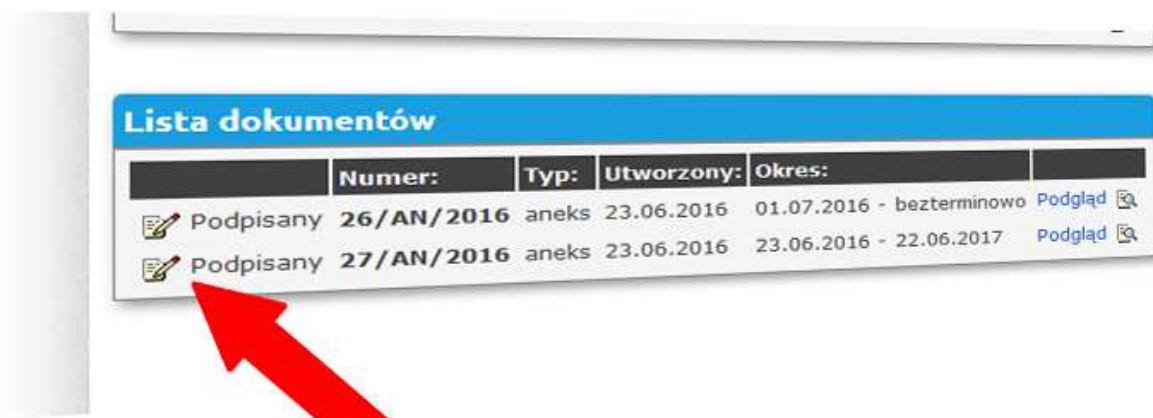 Lista dokumentów
Numer: Typ: Utworzony: Okres:
Podpisany 26/AN/2016 aneks 23.06.2016 01.07.2016 - bezterminowo Podgląd
Podpisany 27/AN/2016 aneks 23.06.2016 23.06.2016 - 22.06.2017 Podgląd